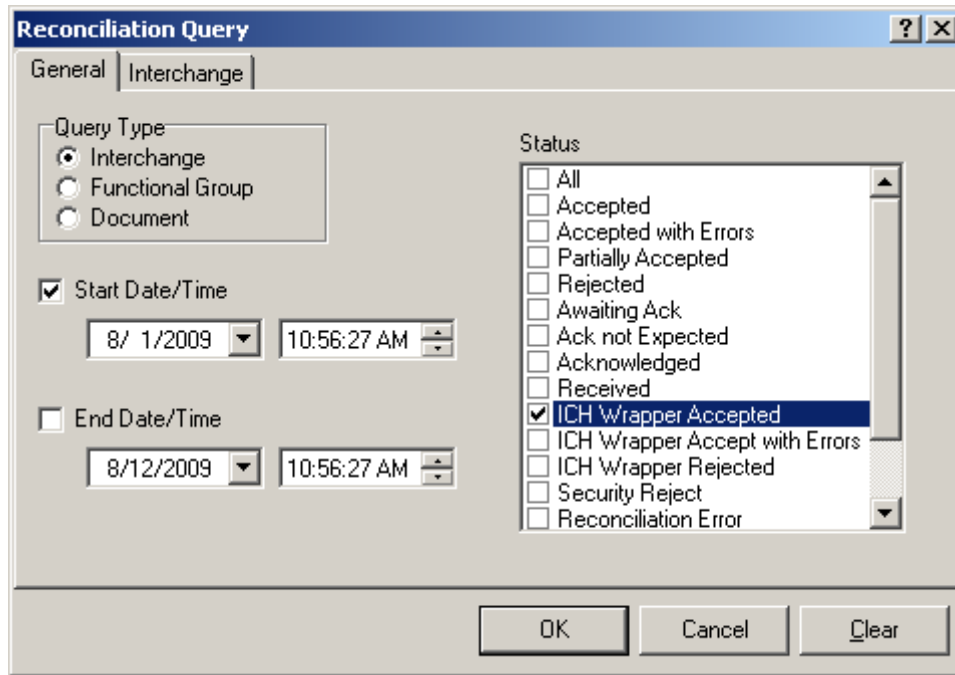 Reconciliation Query
General Interchange
Query Type
Interchange
Functional Group
Document
Start Date/Time
8/ 1/2009 10:56:27 AM
End Date/Time
8/12/2009 10:56:27 AM
Status
All
Accepted
Accepted with Errors
Partially Accepted
Rejected
Awaiting Ack
Ack not Expected
Acknowledged
Received
ICH Wrapper Accepted
ICH Wrapper Accept with Errors
ICH Wrapper Rejected
Security Reject
Reconciliation Error
OK Cancel Clear